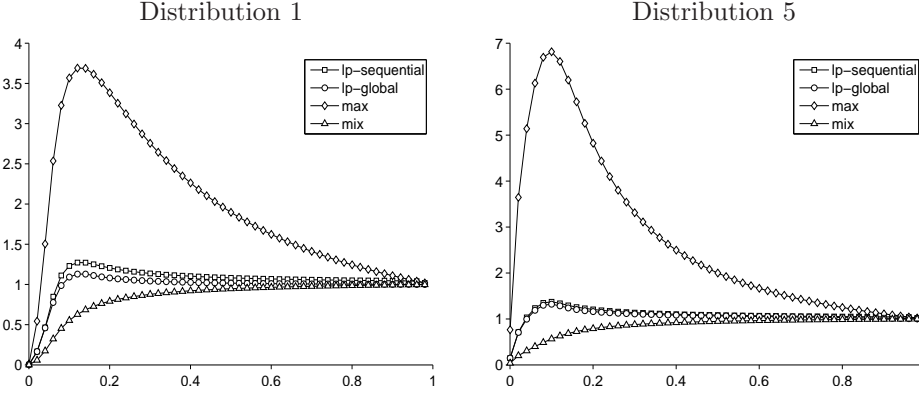 Distribution 1
4
3.5
3
2.5
2
1.5
1
0.5
0
0
0.2
0.4
0.6
0.8
1
lp−sequential
lp−global
max
mix
Distribution 5
7
6
5
4
3
2
1
0
0
0.2
0.4
0.6
0.8
lp−sequential
lp−global
max
mix